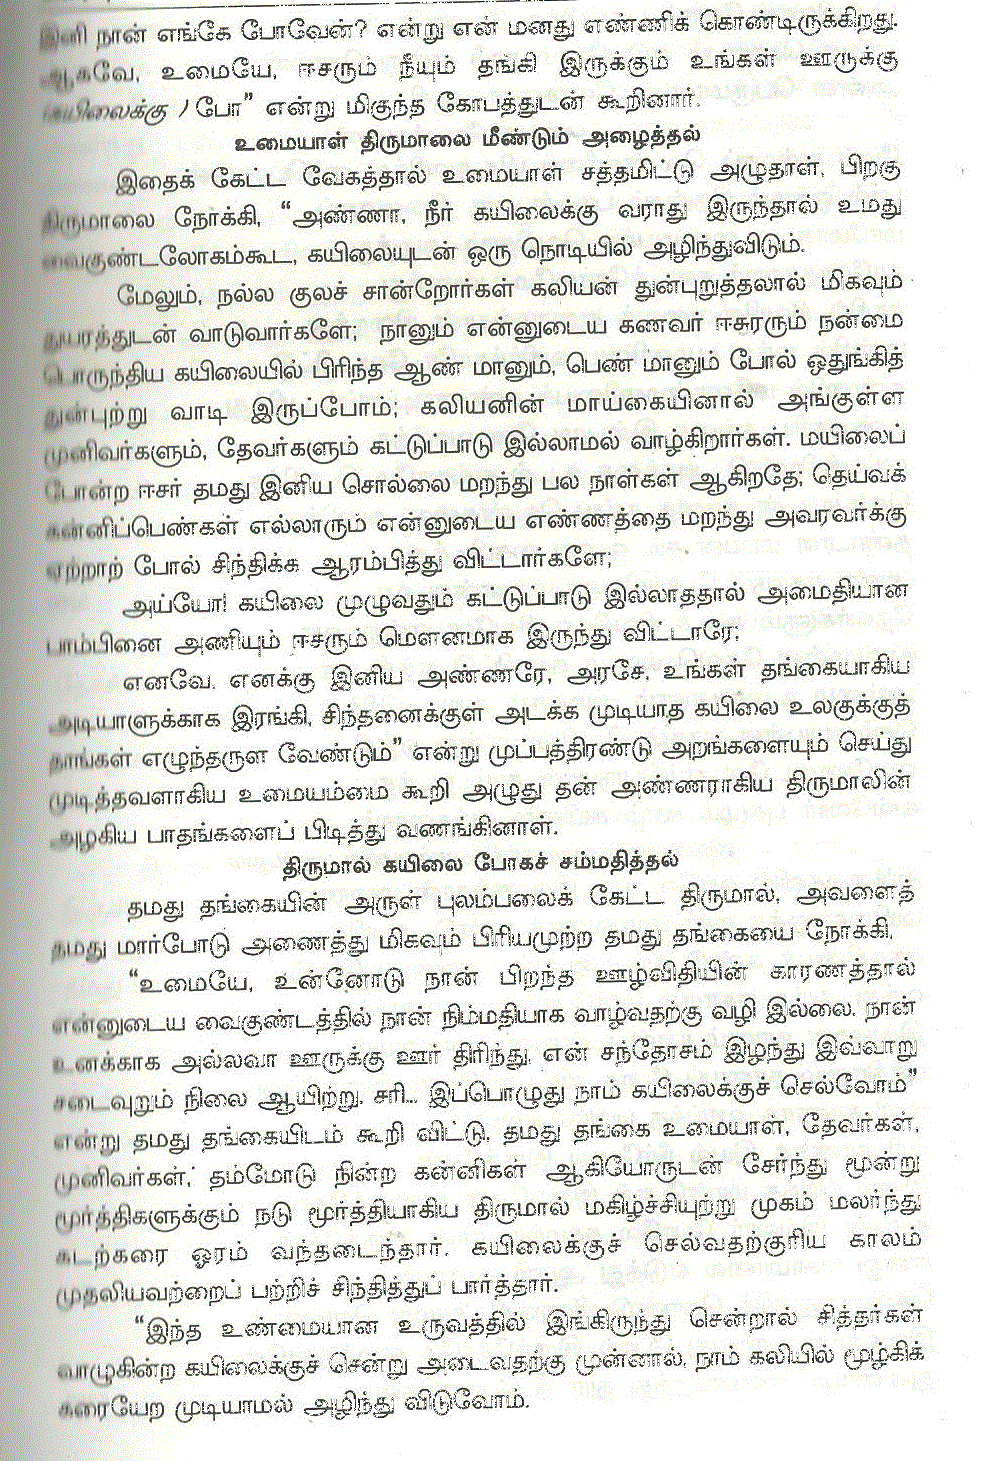 இனி நான் எங்கே போவேன்? என்று என் மனது எண்ணிக் கொண்டிருக்கிறது.
ஆகவே, உமையே, ஈசரும் நீயும் தங்கி இருக்கும் உங்கள் ஊருக்கு
(கயிலைக்கு) போ” என்று மிகுந்த கோபத்துடன் கூறினார்.
உமையாள் திருமாலை மீண்டும் அழைத்தல்
இதைக் கேட்ட வேகத்தால் உமையாள் சத்தமிட்டு அழுதாள். பிறகு
திருமாலை நோக்கி, “அண்ணா, நீர் கயிலைக்கு வராது இருந்தால் உமது
வைகுண்டலோகம்கூட, கயிலையுடன் ஒரு நொடியில் அழிந்துவிடும்.
மேலும், நல்ல குலச் சான்றோர்கள் கலியன் துன்புறுத்தலால் மிகவும்
துயரத்துடன் வாடுவார்களே; நானும் என்னுடைய கணவர் ஈசரரும் நன்மை
பொருந்திய கயிலையில் பிரிந்த ஆண் மானும், பெண் மானும் போல் ஒதுங்கித்
துன்புற்று வாடி இருப்போம்; கலியனின் மாய்கையினால் அங்குள்ள
முனிவர்களும், தேவர்களும் கட்டுப்பாடு இல்லாமல் வாழ்கிறார்கள். மயிலைப்
போன்ற ஈசர் தமது இனிய சொல்லை மறந்து பல நாள்கள் ஆகிறதே; தெய்வக்
கன்னிப்பெண்கள் எல்லாரும் என்னுடைய எண்ணத்தை மறந்து அவரவர்க்கு
ஏற்றாற் போல் சிந்திக்க ஆரம்பித்து விட்டார்களே;
அய்யோ! கயிலை முழுவதும் கட்டுப்பாடு இல்லாததால் அமைதியான
பாம்பினை அணியும் ஈசரும் மௌனமாக இருந்து விட்டாரே;
எனவே, எனக்கு இனிய அண்ணரே, அரசே, உங்கள் தங்கையாகிய
அடியாளுக்காக இரங்கி, சிந்தனைக்குள் அடக்க முடியாத கயிலை உலகுக்குத்
தாங்கள் எழுந்தருள வேண்டும்” என்று முப்பத்திரண்டு அறங்களையும் செய்து
முடித்தவளாகிய உமையம்மை கூறி அழுது தன் அண்ணராகிய திருமாலின்
அழகிய பாதங்களைப் பிடித்து வணங்கினாள்.
திருமால் கயிலை போகச் சம்மதித்தல்
தமது தங்கையின் அருள் புலம்பலைக் கேட்ட திருமால், அவளைத்
தமது மார்போடு அணைத்து மிகவும் பிரியமுற்ற தமது தங்கையை நோக்கி,
“உமையே, உன்னோடு நான் பிறந்த ஊழ்விதியின் காரணத்தால்
என்னுடைய வைகுண்டத்தில் நான் நிம்மதியாக வாழ்வதற்கு வழி இல்லை. நான்
உனக்காக அல்லவா ஊருக்கு ஊர் திரிந்து, என் சந்தோசம் இழந்து இவ்வாறு
சடைவுறும் நிலை ஆயிற்று. சரி... இப்பொழுது நாம் கயிலைக்குச் செல்வோம்”
என்று தமது தங்கையிடம் கூறி விட்டு, தமது தங்கை உமையாள், தேவர்கள்,
முனிவர்கள், தம்மோடு நின்ற கன்னிகள் ஆகியோருடன் சேர்ந்து மூன்று
மூர்த்திகளுக்கும் நடு மூர்த்தியாகிய திருமால் மகிழ்ச்சியுற்று முகம் மலர்ந்து
கடற்கரை ஓரம் வந்தடைந்தார். கயிலைக்குச் செல்வதற்குரிய காலம்
முதலியவற்றைப் பற்றிச் சிந்தித்துப் பார்த்தார்.
“இந்த உண்மையான உருவத்தில் இங்கிருந்து சென்றால் சித்தர்கள்
வாழுகின்ற கயிலைக்குச் சென்று அடைவதற்கு முன்னால், நாம் கலியில் மூழ்கிக்
கரையேற முடியாமல் அழிந்து விடுவோம்.